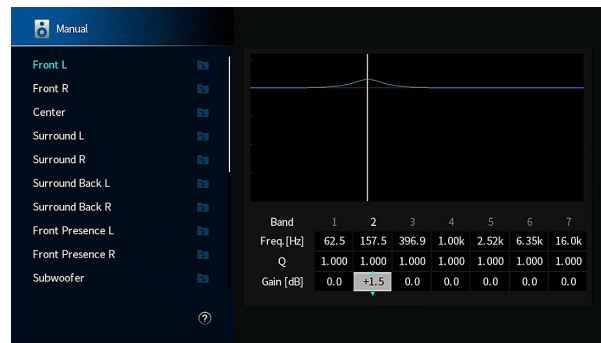 Manual
Front L
Front R
Center
Surround L
Surround R
Surround Back L
Surround Back R
Front Presence L
Front Presence R
Subwoofer
?
Band 1 2 3 4 5 6 7
Freq.[Hz] 62.5 157.5 396.9 1.00k 2.52k 6.35k 16.0k
Q 1.000 1.000 1.000 1.000 1.000 1.000 1.000
Gain [dB] 0.0 +1.5 0.0 0.0 0.0 0.0 0.0